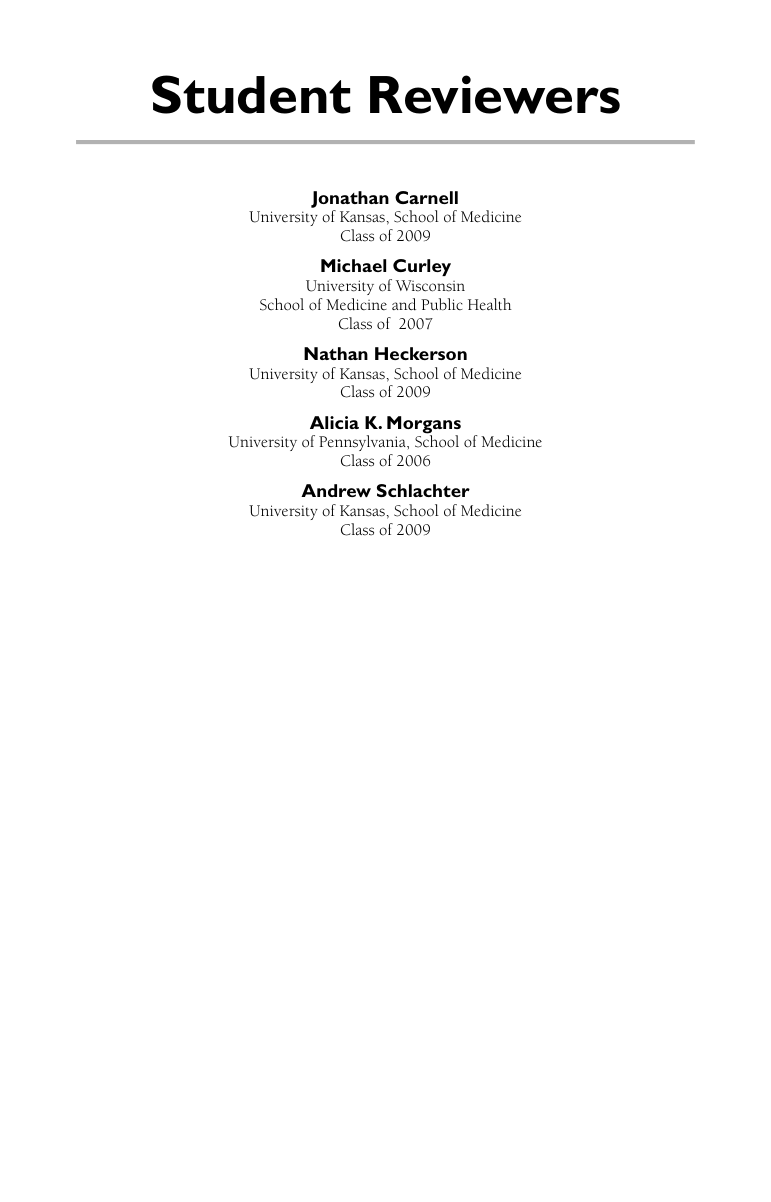 Student Reviewers
Jonathan Carnell
University of Kansas, School of Medicine
Class of 2009
Michael Curley
University of Wisconsin
School of Medicine and Public Health
Class of  2007
Nathan Heckerson
University of Kansas, School of Medicine
Class of 2009
Alicia K. Morgans
University of Pennsylvania, School of Medicine
Class of 2006
Andrew Schlachter
University of Kansas, School of Medicine
Class of 2009